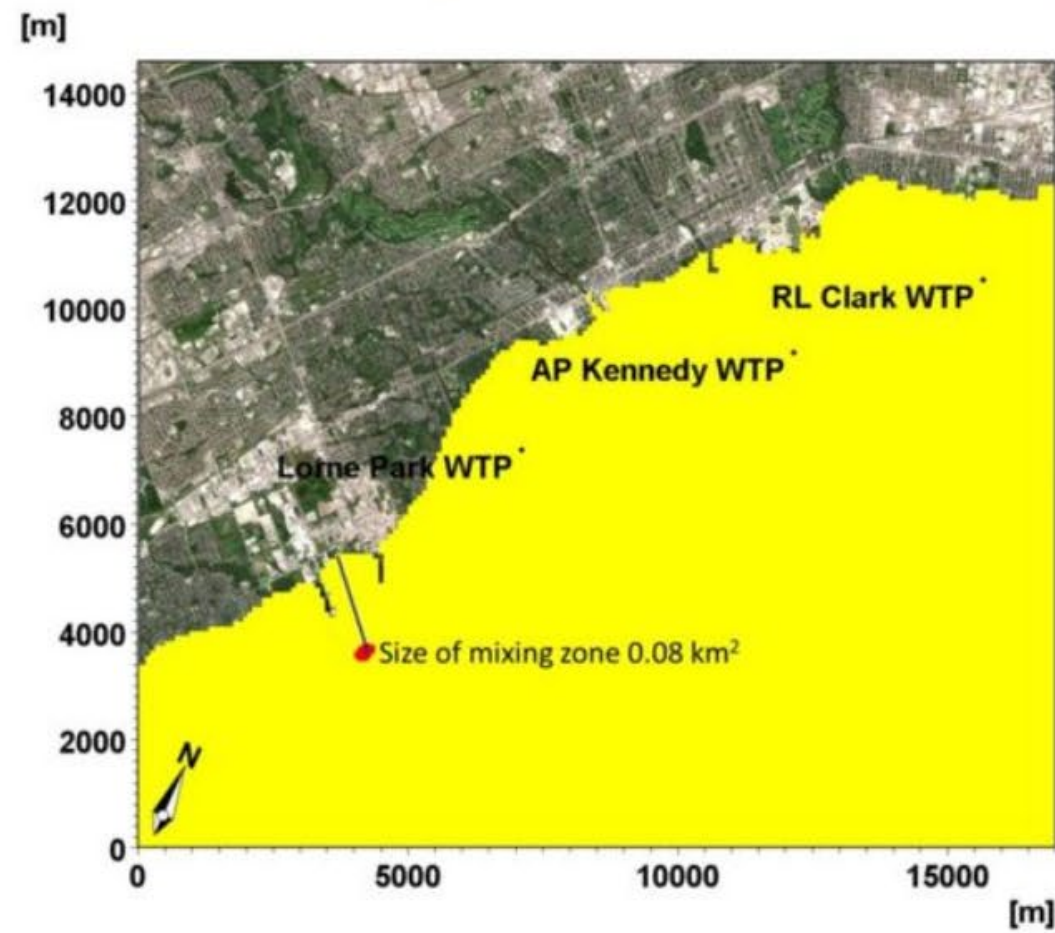 [m]
14000
12000
10000
8000
6000
4000
2000
0
RL Clark WTP
AP Kennedy WTP
Lorne Park WTP
Size of mixing zone 0.08 km²
N
0 5000 10000 15000
[m]